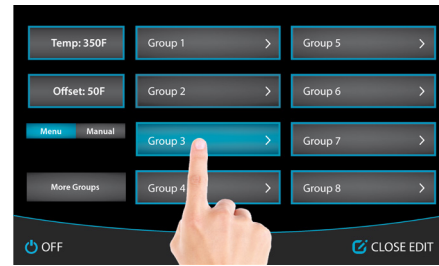 Temp: 350F
Group 1
Group 5
Offset: 50F
Group 2
Group 6
Menu
Manual
Group 3
Group 7
More Groups
Group 4
Group 8
OFF
CLOSE EDIT